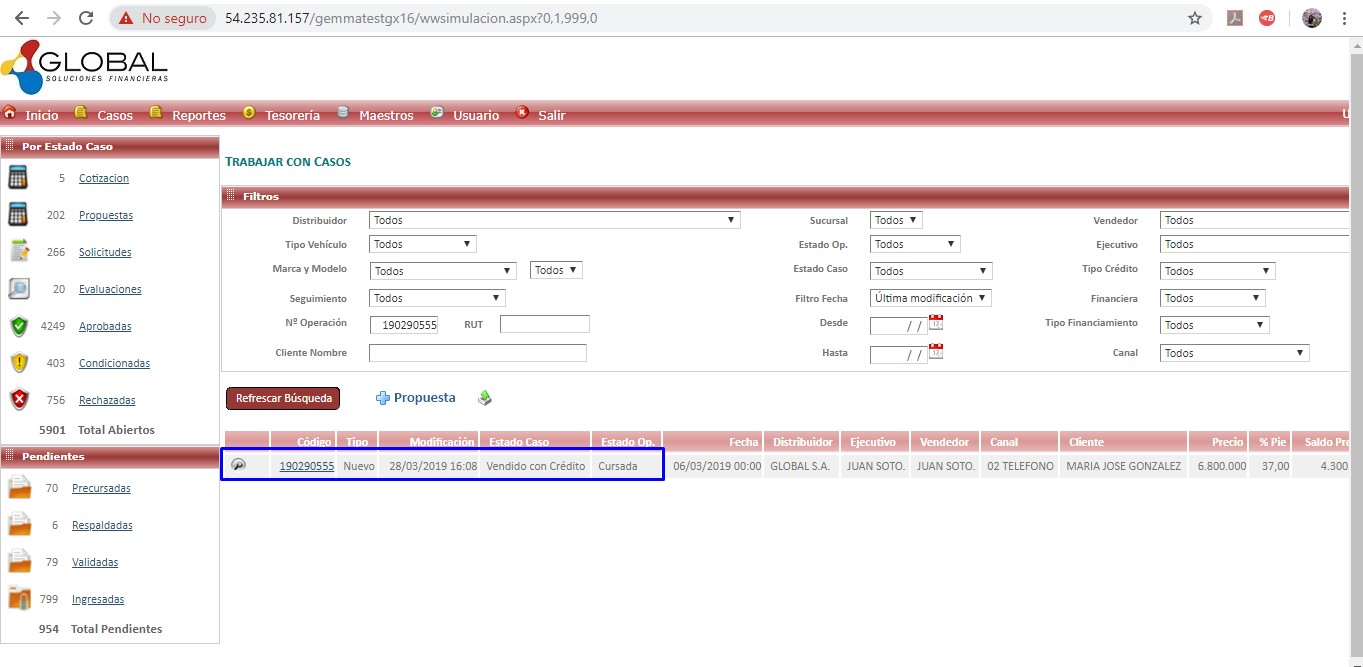 No seguro 54.235.81.157/gemmatestgx16/wwsimulacion.aspx?0,1,999,0
GLOBAL
SOLUCIONES FINANCIERAS
Inicio Casos Reportes Tesorería Maestros Usuario Salir
Por Estado Caso
5 Cotizacion
202 Propuestas
266 Solicitudes
20 Evaluaciones
4249 Aprobadas
403 Condicionadas
756 Rechazadas
5901 Total Abiertos
Pendientes
70 Precursadas
6 Respaldadas
79 Validadas
799 Ingresadas
954 Total Pendientes
TRABAJAR CON CASOS
Filtros
Distribuidor Todos Sucursal Todos Vendedor Todos
Tipo Vehículo Todos Estado Op. Todos Ejecutivo Todos
Marca y Modelo Todos Todos Estado Caso Todos Tipo Crédito Todos
Seguimiento Todos Filtro Fecha Última modificación Financiera Todos
Nº Operación 190290555 RUT Desde / / Tipo Financiamiento Todos
Cliente Nombre Hasta / / Canal Todos
Refrescar Búsqueda Propuesta
Código Tipo Modificación Estado Caso Estado Op. Fecha Distribuidor Ejecutivo Vendedor Canal Cliente Precio % Pie Saldo Pre
190290555 Nuevo 28/03/2019 16:08 Vendido con Crédito Cursada 06/03/2019 00:00 GLOBAL S.A. JUAN SOTO. JUAN SOTO. 02 TELEFONO MARIA JOSE GONZALEZ 6.800.000 37,00 4.300